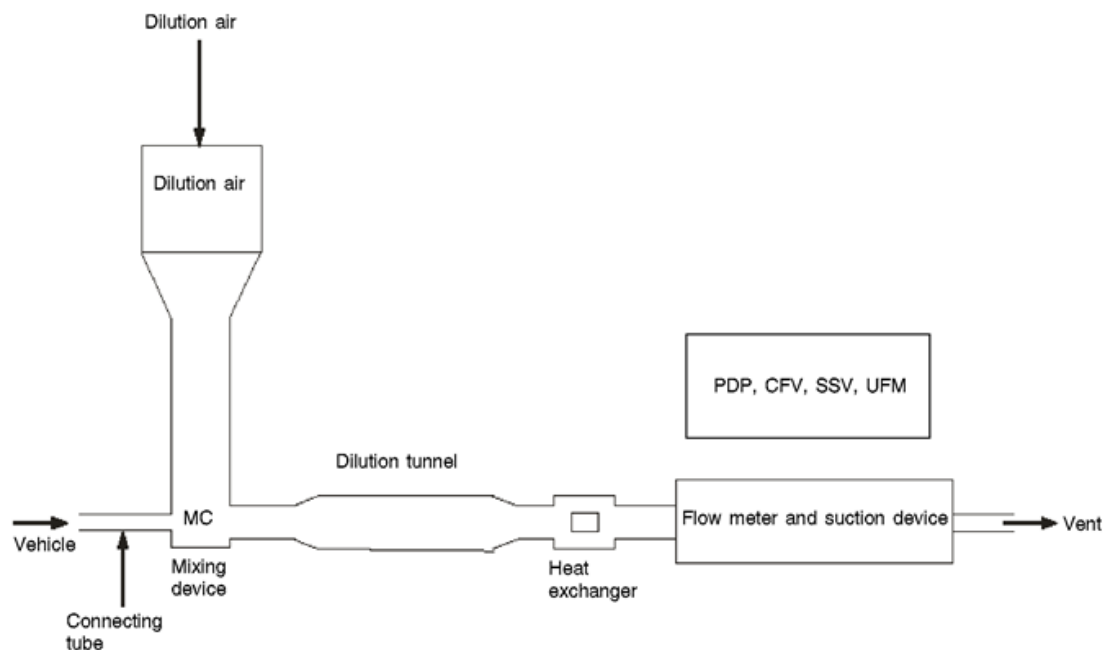 Dilution air
Dilution air
PDP, CFV, SSV, UFM
Dilution tunnel
MC
Flow meter and suction device
Vent
Vehicle
Mixing
device
Heat
exchanger
Connecting
tube